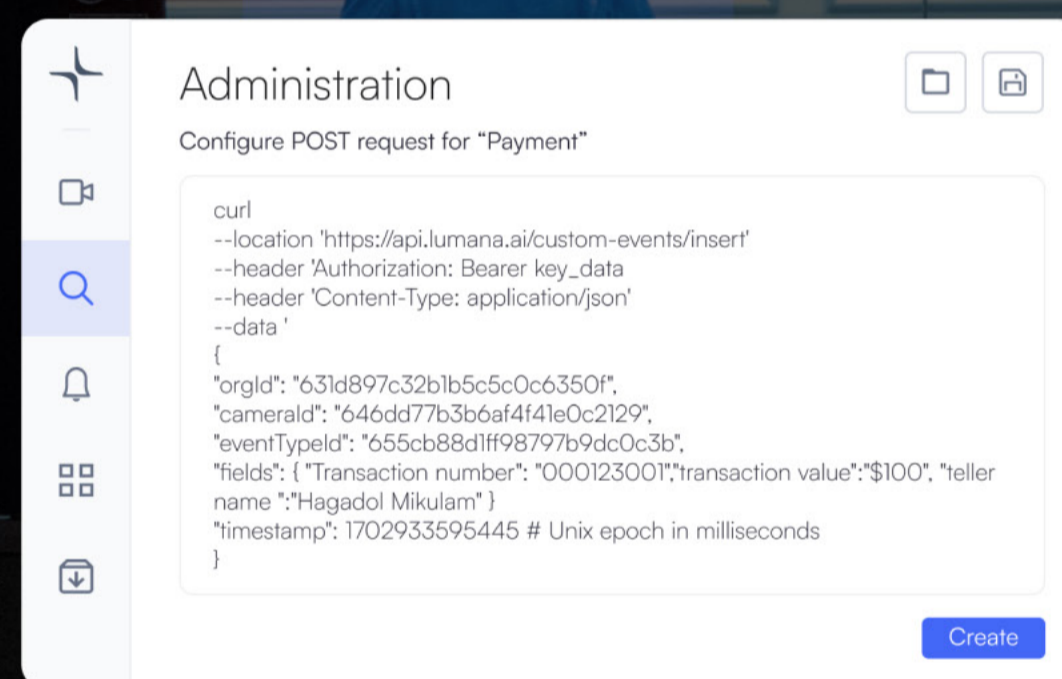 Administration
Configure POST request for “Payment”
curl
--location 'https://api.lumana.ai/custom-events/insert'
--header 'Authorization: Bearer key_data
--header 'Content-Type: application/json'
--data '
{
"orgId": "631d897c32b1b5c5c0c6350f",
"cameraId": "646dd77b3b6af4f41e0c2129",
"eventTypeId": "655cb88d1ff98797b9dc0c3b",
"fields": { "Transaction number": "000123001","transaction value":"$100", "teller
name ":"Hagadol Mikulam" }
"timestamp": 1702933595445 # Unix epoch in milliseconds
}
Create